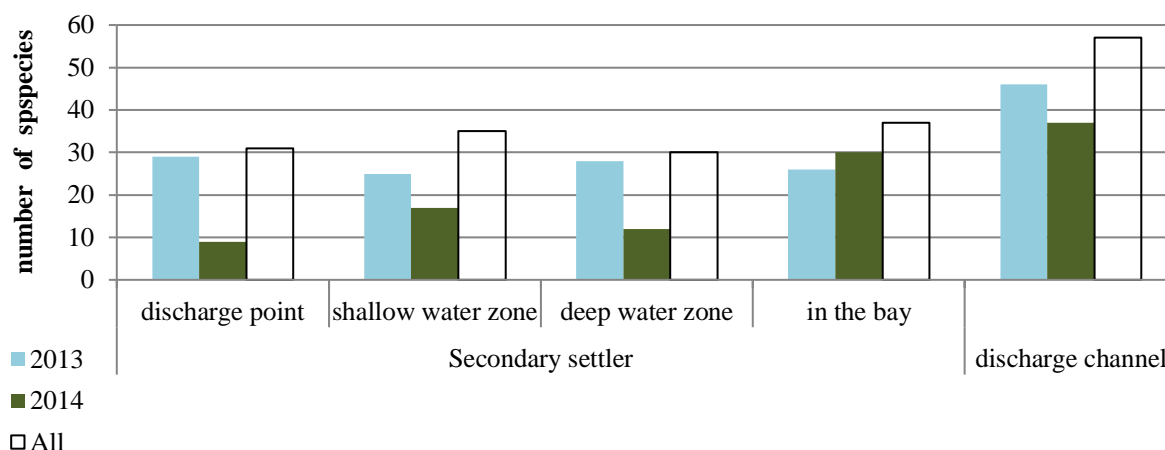 number of spspecies
60
50
40
30
20
10
0
discharge point shallow water zone deep water zone in the bay
Secondary settler discharge channel
2013
2014
All